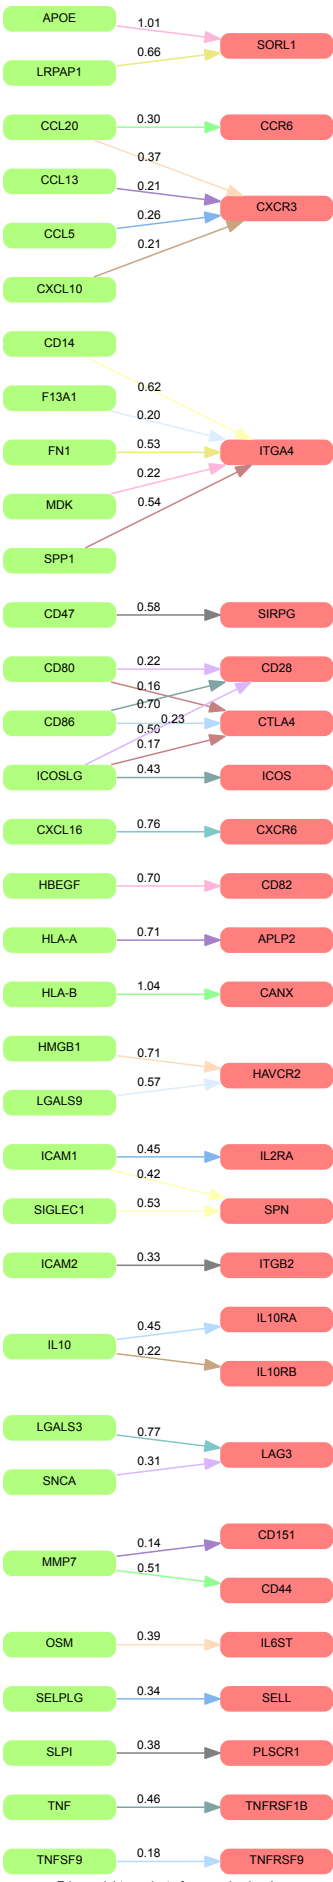 APOE
1.01
SORL1
0.66
LRPAP1
CCL20
0.30
CCR6
0.37
CCL13
0.21
CXCR3
CCL5
0.26
0.21
CXCL10
CD14
0.62
F13A1
0.20
FN1
0.53
ITGA4
MDK
0.22
0.54
SPP1
CD47
0.58
SIRPG
CD80
0.22
CD28
0.16
0.70
CD86
0.23
CTLA4
0.50
0.17
ICOSLG
0.43
ICOS
CXCL16
0.76
CXCR6
HBEGF
0.70
CD82
HLA-A
0.71
APLP2
HLA-B
1.04
CANX
HMGB1
0.71
HAVCR2
0.57
LGALS9
ICAM1
0.45
IL2RA
0.42
SIGLEC1
0.53
SPN
ICAM2
0.33
ITGB2
IL10RA
0.45
IL10
0.22
IL10RB
LGALS3
0.77
LAG3
0.31
SNCA
CD151
0.14
MMP7
0.51
CD44
OSM
0.39
IL6ST
SELPLG
0.34
SELL
SLPI
0.38
PLSCR1
TNF
0.46
TNFRSF1B
TNFSF9
0.18
TNFRSF9